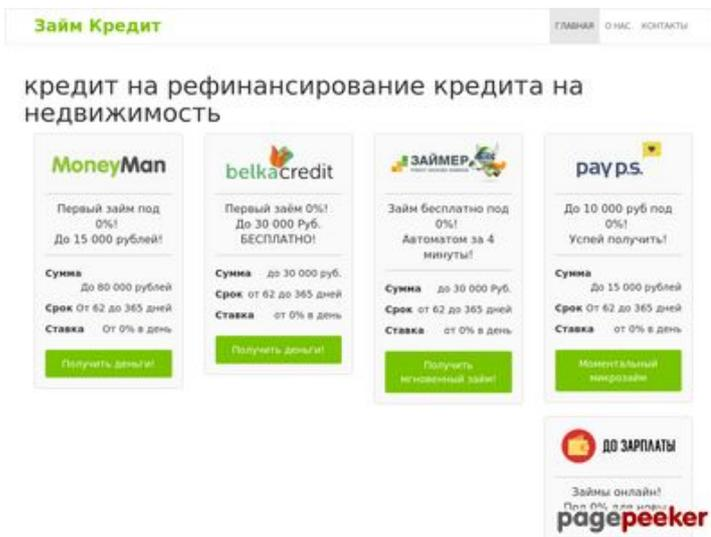 Займ Кредит
ГЛАВНАЯ О НАС КОНТАКТЫ
кредит на рефинансирование кредита на
недвижимость
MoneyMan
Первый займ под
0%!
До 15 000 рублей!
Сумма
До 80 000 рублей
Срок От 62 до 365 дней
Ставка От 0% в день
Получить деньги!
belkacredit
Первый заём 0%!
До 30 000 Руб.
БЕСПЛАТНО!
Сумма до 30 000 руб.
Срок от 62 до 365 дней
Ставка от 0% в день
Получить деньги!
ЗАЙМЕР
Займ бесплатно под
0%!
Автоматом за 4
минуты!
Сумма до 30 000 Руб.
Срок от 62 до 365 дней
Ставка от 0% в день
Получить
мгновенный займ!
pay p.s.
До 10 000 руб под
0%!
Успей получить!
Сумма
До 15 000 рублей
Срок От 62 до 365 дней
Ставка от 0% в день
Моментальный
микрозайм
ДО ЗАРПЛАТЫ
Займы онлайн!
Под 0% для новых
pagepeeker